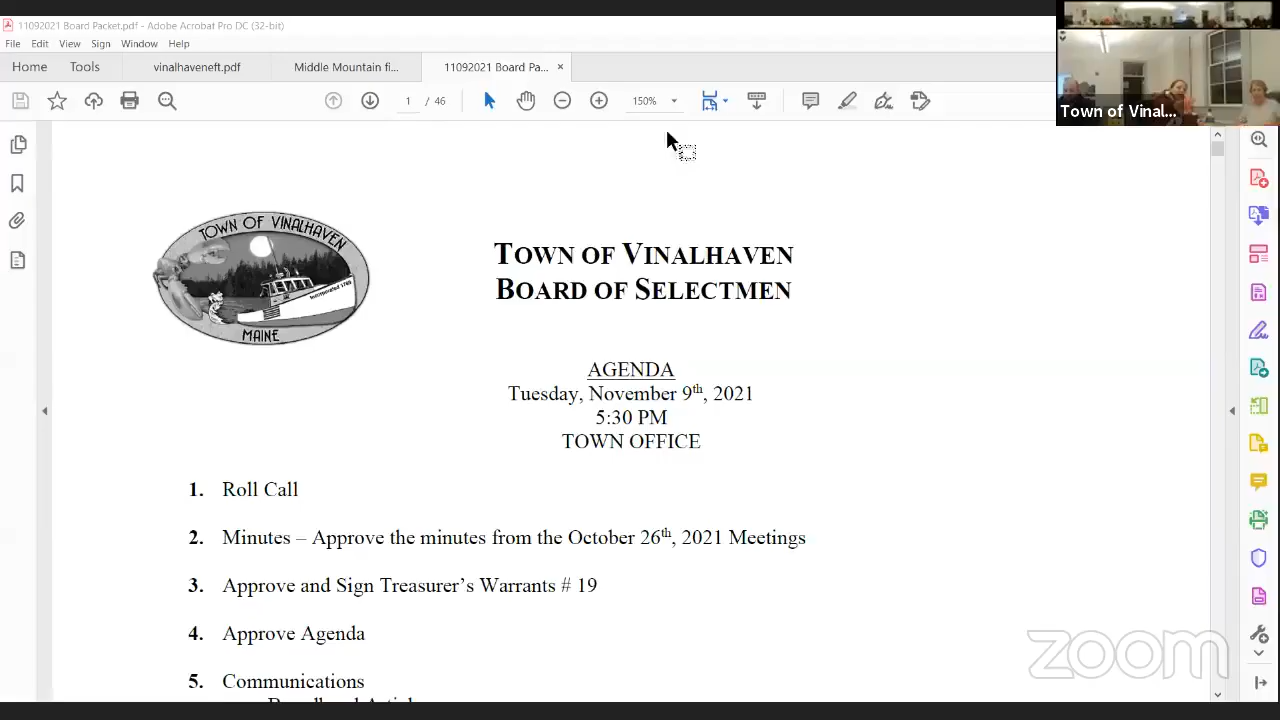 11092021 Board Packet.pdf - Adobe Acrobat Pro DC (32-bit)
File Edit View Sign Window Help
Home Tools vinalhaveneft.pdf Middle Mountain fi... 11092021 Board Pa... ×
1 / 46 150%
Town of Vinal...
TOWN OF VINALHAVEN
Incorporated 1789
MAINE
TOWN OF VINALHAVEN
BOARD OF SELECTMEN
AGENDA
Tuesday, November 9th, 2021
5:30 PM
TOWN OFFICE
1. Roll Call
2. Minutes – Approve the minutes from the October 26th, 2021 Meetings
3. Approve and Sign Treasurer's Warrants # 19
4. Approve Agenda
5. Communications
zoom